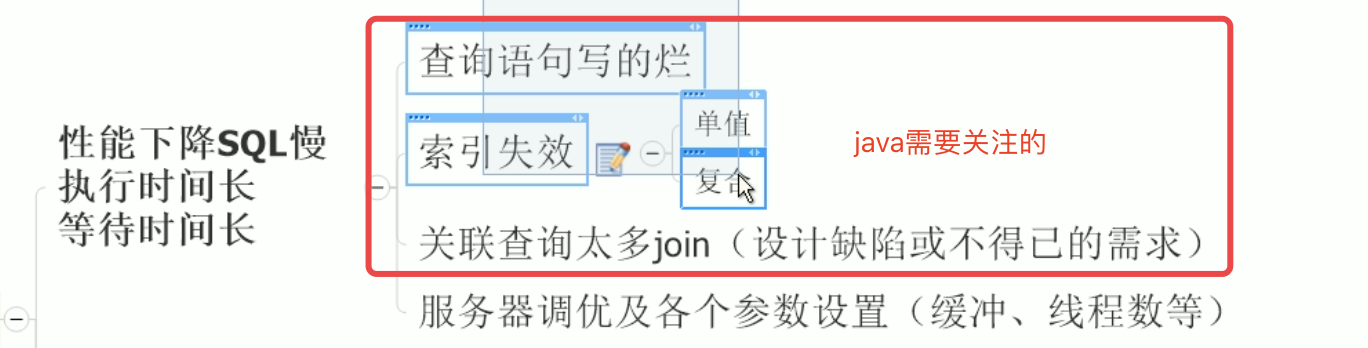 性能下降SQL慢
执行时间长
等待时间长
查询语句写的烂
索引失效
单值
复合
关联查询太多join（设计缺陷或不得已的需求）
服务器调优及各个参数设置（缓冲、线程数等）
java需要关注的